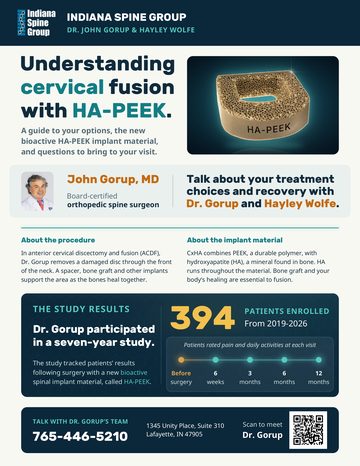 Indiana
Spine
Group
INDIANA SPINE GROUP
DR. JOHN GORUP & HAYLEY WOLFE
Understanding
cervical fusion
with HA-PEEK.
A guide to your options, the new
bioactive HA-PEEK implant material,
and questions to bring to your visit.
HA-PEEK
John Gorup, MD
Board-certified
orthopedic spine surgeon
Talk about your treatment
choices and recovery with
Dr. Gorup and Hayley Wolfe.
About the procedure
In anterior cervical discectomy and fusion (ACDF),
Dr. Gorup removes a damaged disc through the front
of the neck. A spacer, bone graft and other implants
support the area as the bones heal together.
About the implant material
CxHA combines PEEK, a durable polymer, with
hydroxyapatite (HA), a mineral found in bone. HA
runs throughout the material. Bone graft and your
body's healing are essential to fusion.
THE STUDY RESULTS
Dr. Gorup participated
in a seven-year study.
The study tracked patients' results
following surgery with a new bioactive
spinal implant material, called HA-PEEK.
394 PATIENTS ENROLLED
From 2019-2026
Patients rated pain and daily activities at each visit
Before surgery
6 weeks
3 months
6 months
12 months
TALK WITH DR. GORUP'S TEAM
765-446-5210
1345 Unity Place, Suite 310
Lafayette, IN 47905
Scan to meet
Dr. Gorup